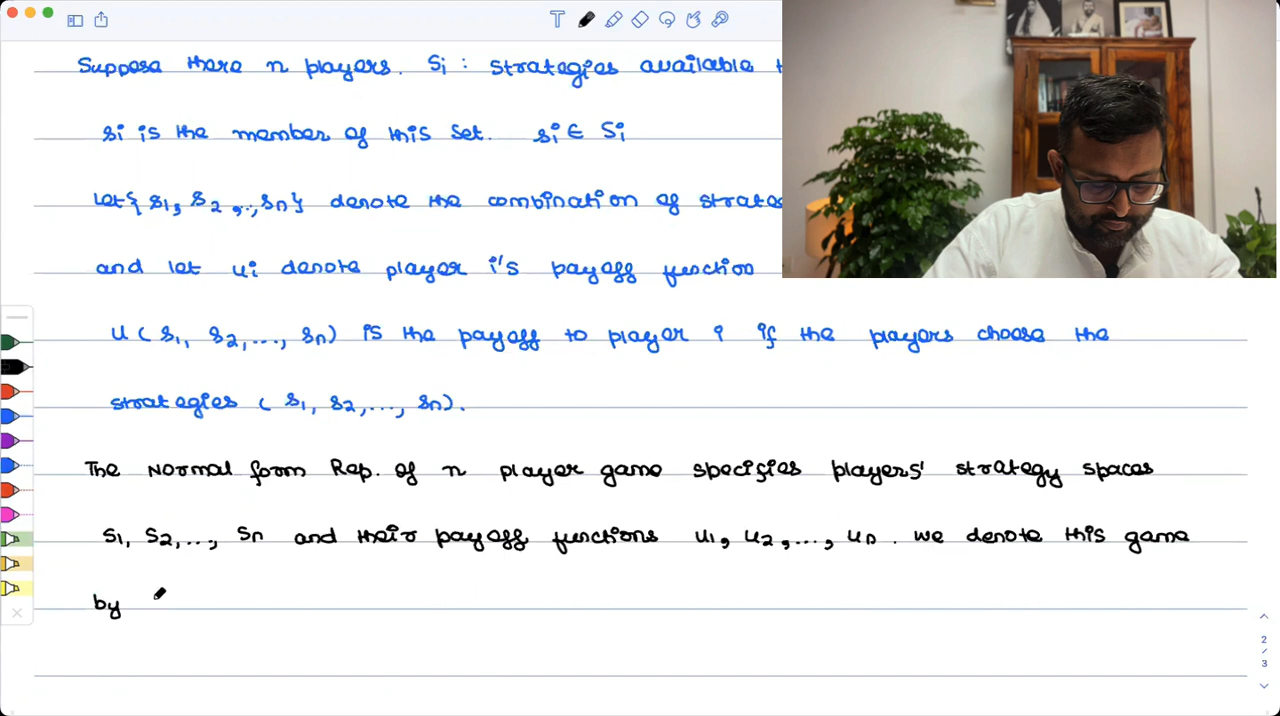 Suppose there n players. Si : strategies available
si is the member of this set. si ∈ Si
Let {s1, s2, .., sn} denote the combination of
and let ui denote player i's payoff function
u ( s1, s2, ..., sn) is the payoff to player i if the players choose the
strategies ( s1, s2, ..., sn).
The Normal form Rep. of n player game specifies players' strategy spaces
S1, S2, ..., Sn and their payoff functions u1, u2, ..., un. we denote this game
by
2
/
3